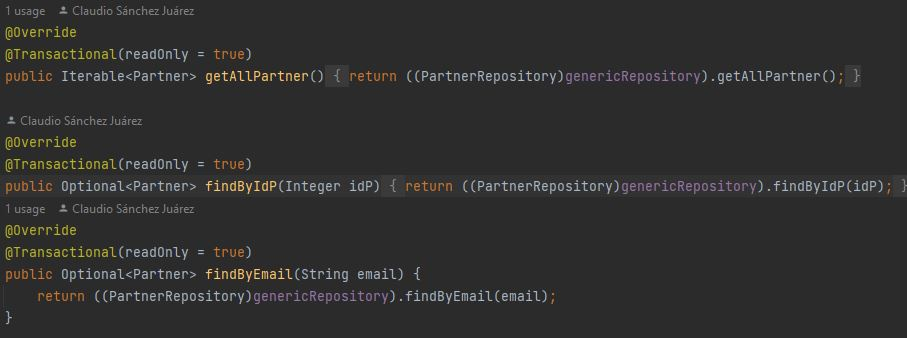 1 usage Claudio Sánchez Juárez
@Override
@Transactional(readOnly = true)
public Iterable<Partner> getAllPartner() { return ((PartnerRepository)genericRepository).getAllPartner(); }
Claudio Sánchez Juárez
@Override
@Transactional(readOnly = true)
public Optional<Partner> findByIdP(Integer idP) { return ((PartnerRepository)genericRepository).findByIdP(idP); }
1 usage Claudio Sánchez Juárez
@Override
@Transactional(readOnly = true)
public Optional<Partner> findByEmail(String email) {
return ((PartnerRepository)genericRepository).findByEmail(email);
}